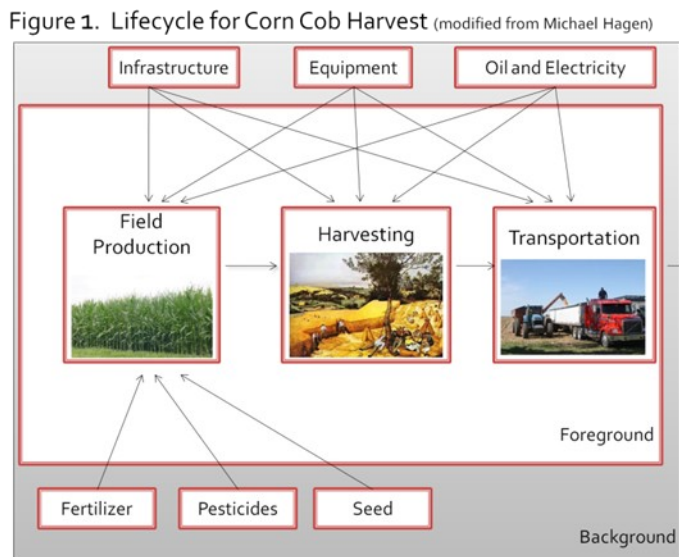 Figure 1. Lifecycle for Corn Cob Harvest (modified from Michael Hagen)
Infrastructure
Equipment
Oil and Electricity
Field
Production
Harvesting
Transportation
Foreground
Fertilizer
Pesticides
Seed
Background